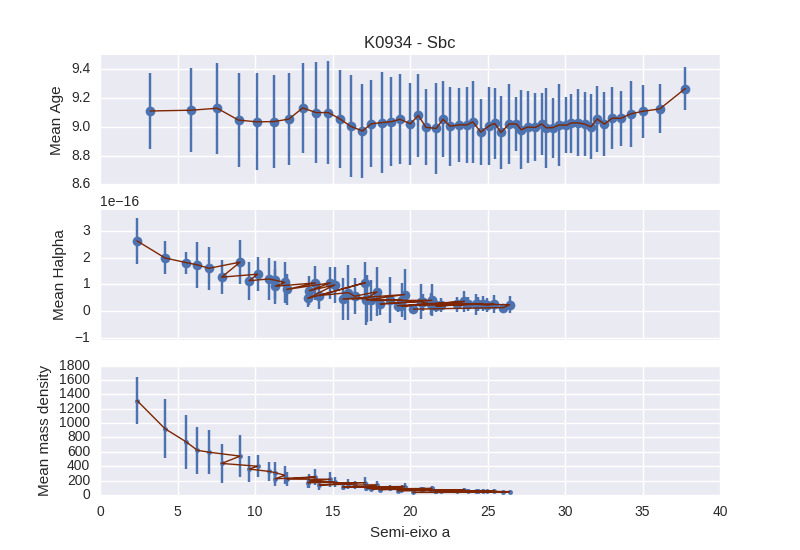 K0934 - Sbc
9.4
9.2
9.0
8.8
8.6
Mean Age
1e−16
3
2
1
0
−1
Mean Halpha
1800
1600
1400
1200
1000
800
600
400
200
0
Mean mass density
0 5 10 15 20 25 30 35 40
Semi-eixo a